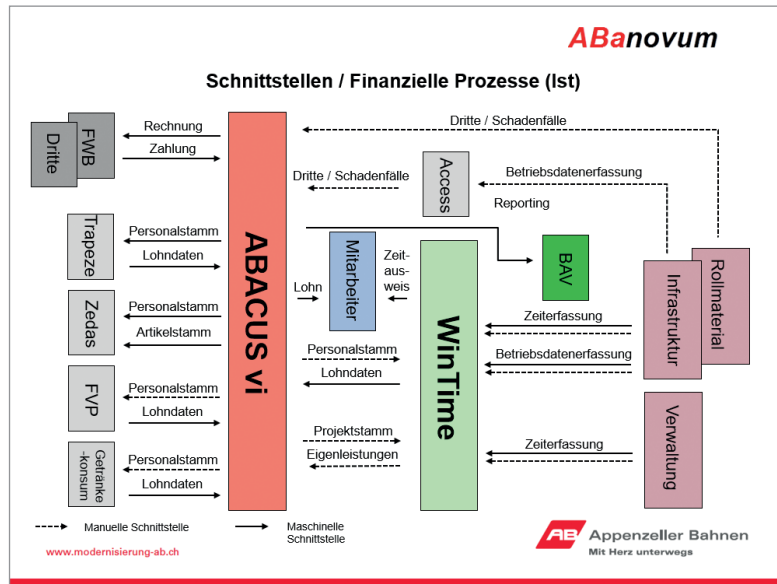 ABanovum
Schnittstellen / Finanzielle Prozesse (Ist)
Dritte
FWB
Rechnung
Zahlung
Trapeze
Personalstamm
Lohndaten
Zedas
Personalstamm
Artikelstamm
FVP
Personalstamm
Lohndaten
Getränke
-konsum
Personalstamm
Lohndaten
ABACUS vi
Dritte / Schadenfälle
Dritte / Schadenfälle
Access
Betriebsdatenerfassung
Reporting
Lohn
Mitarbeiter
Zeit-
aus-
weis
BAV
Personalstamm
Lohndaten
Projektstamm
Eigenleistungen
WinTime
Zeiterfassung
Betriebsdatenerfassung
Zeiterfassung
Infrastruktur
Rollmaterial
Verwaltung
Manuelle Schnittstelle
Maschinelle
Schnittstelle
www.modernisierung-ab.ch
AB Appenzeller Bahnen
Mit Herz unterwegs